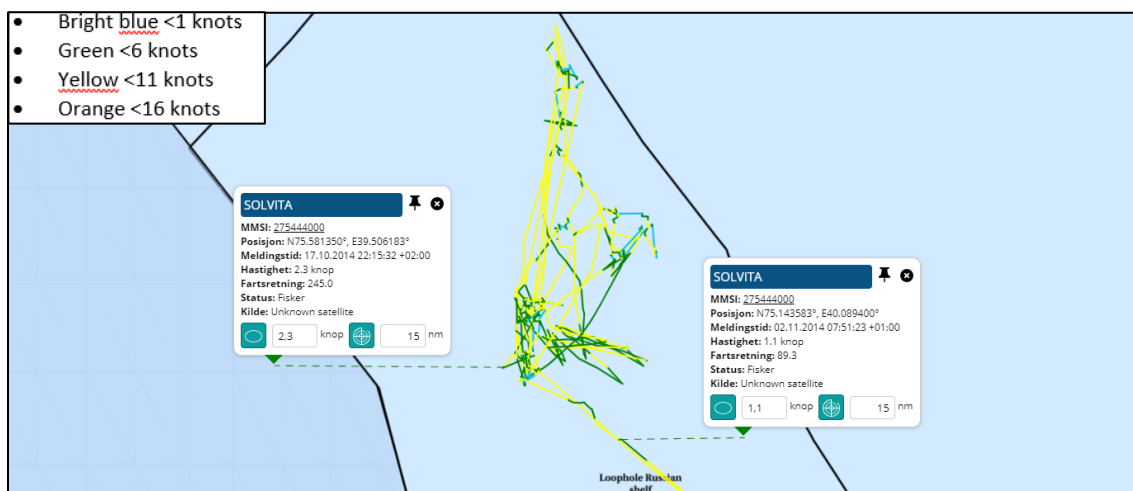 Bright blue <1 knots
Green <6 knots
Yellow <11 knots
Orange <16 knots
SOLVITA
MMSI: 275444000
Posisjon: N75.581350°, E39.506183°
Meldingstid: 17.10.2014 22:15:32 +02:00
Hastighet: 2.3 knop
Fartsretning: 245.0
Status: Fisker
Kilde: Unknown satellite
2,3 knop 15 nm
SOLVITA
MMSI: 275444000
Posisjon: N75.143583°, E40.089400°
Meldingstid: 02.11.2014 07:51:23 +01:00
Hastighet: 1.1 knop
Fartsretning: 89.3
Status: Fisker
Kilde: Unknown satellite
1,1 knop 15 nm
Loophole Russian
shelf